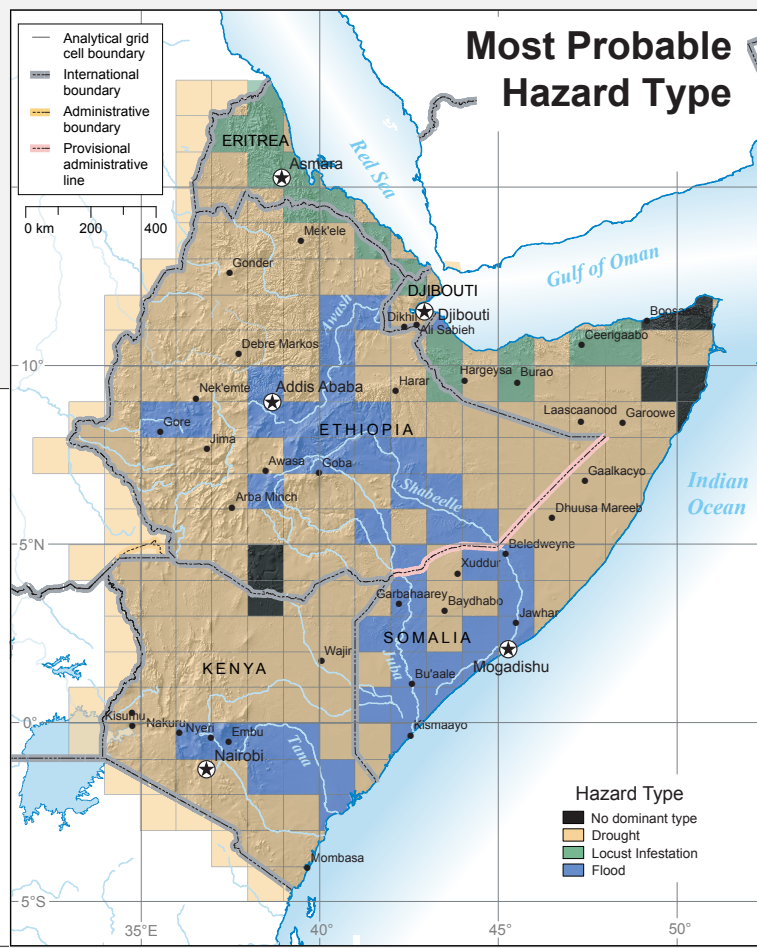 Most Probable
Hazard Type
Analytical grid
cell boundary
International
boundary
Administrative
boundary
Provisional
administrative
line
0 km 200 400
ERITREA
Asmara
Red Sea
Mek'ele
Gonder
Gulf of Oman
DJIBOUTI
Djibouti
Dikhil
Ali Sabieh
Awash
Boosaaso
Ceerigaabo
Debre Markos
10°
Hargeysa
Burao
Nek'emte
Addis Ababa
Harar
Laascaanood
Garoowe
Gore
ETHIOPIA
Jima
Awasa
Goba
Gaalkacyo
Shabeelle
Indian
Ocean
Arba Minch
Dhuusa Mareeb
5°N
Beledweyne
Xuddur
Garbahaarey
Baydhabo
Jawhar
SOMALIA
KENYA
Wajir
Juba
Mogadishu
Bu'aale
0°
Kisumu
Nakuru
Nyeri
Embu
Kismaayo
Nairobi
Tana
Hazard Type
No dominant type
Drought
Locust Infestation
Flood
Mombasa
5°S
35°E
40°
45°
50°